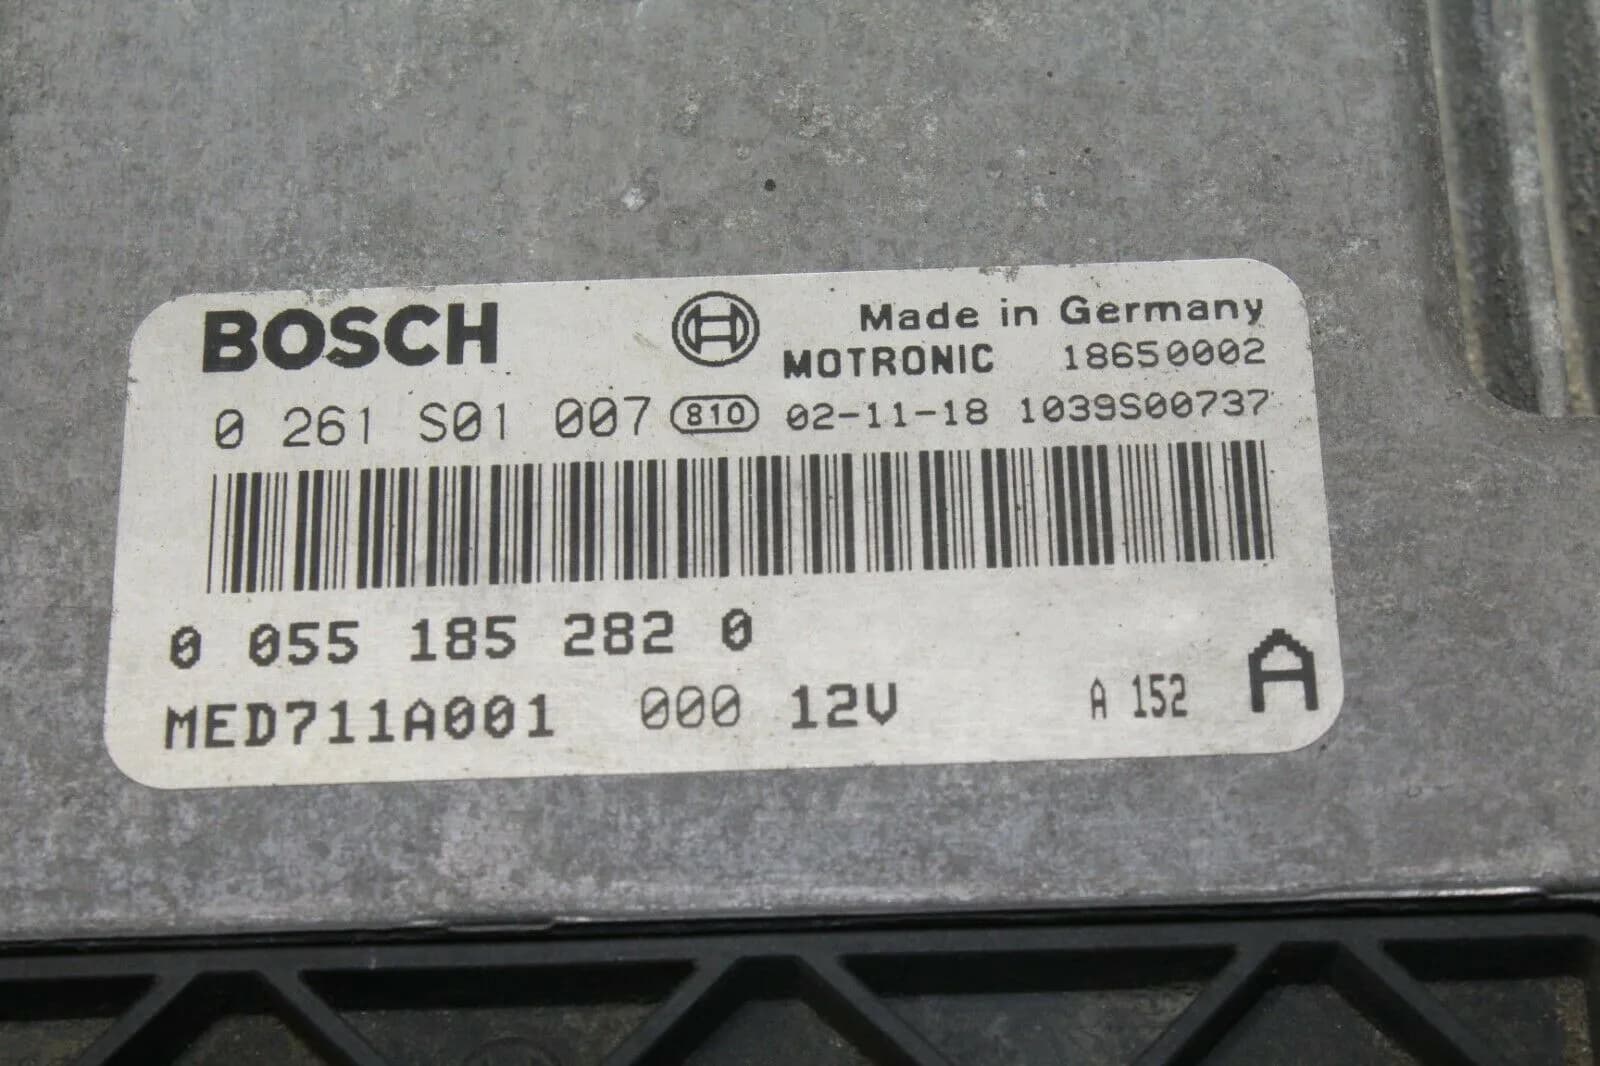 BOSCH Made in Germany
MOTRONIC 18650002
0 261 S01 007 810 02-11-18 1039S00737
0 055 185 282 0
MED711A001 000 12V A 152 A